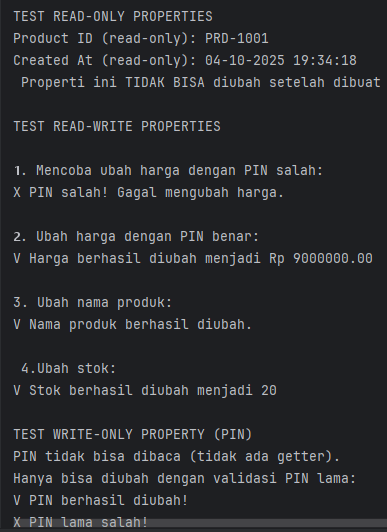 TEST READ-ONLY PROPERTIES
Product ID (read-only): PRD-1001
Created At (read-only): 04-10-2025 19:34:18
Properti ini TIDAK BISA diubah setelah dibuat
TEST READ-WRITE PROPERTIES
1. Mencoba ubah harga dengan PIN salah:
X PIN salah! Gagal mengubah harga.
2. Ubah harga dengan PIN benar:
V Harga berhasil diubah menjadi Rp 9000000.00
3. Ubah nama produk:
V Nama produk berhasil diubah.
4.Ubah stok:
V Stok berhasil diubah menjadi 20
TEST WRITE-ONLY PROPERTY (PIN)
PIN tidak bisa dibaca (tidak ada getter).
Hanya bisa diubah dengan validasi PIN lama:
V PIN berhasil diubah!
X PIN lama salah!